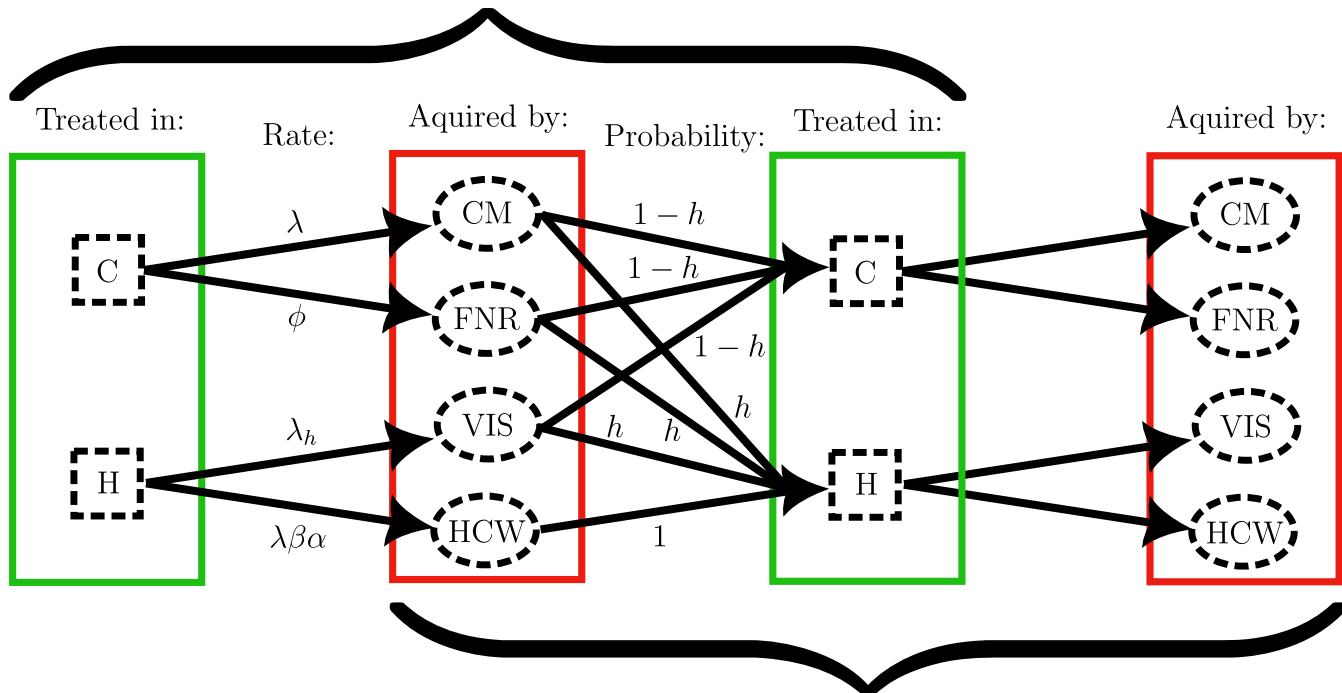 Treated in:
Rate:
Aquired by:
Probability:
Treated in:
Aquired by:
C
H
λ
ϕ
λ_h
λβα
CM
FNR
VIS
HCW
1 − h
1 − h
1 − h
h
h
h
1
C
H
CM
FNR
VIS
HCW